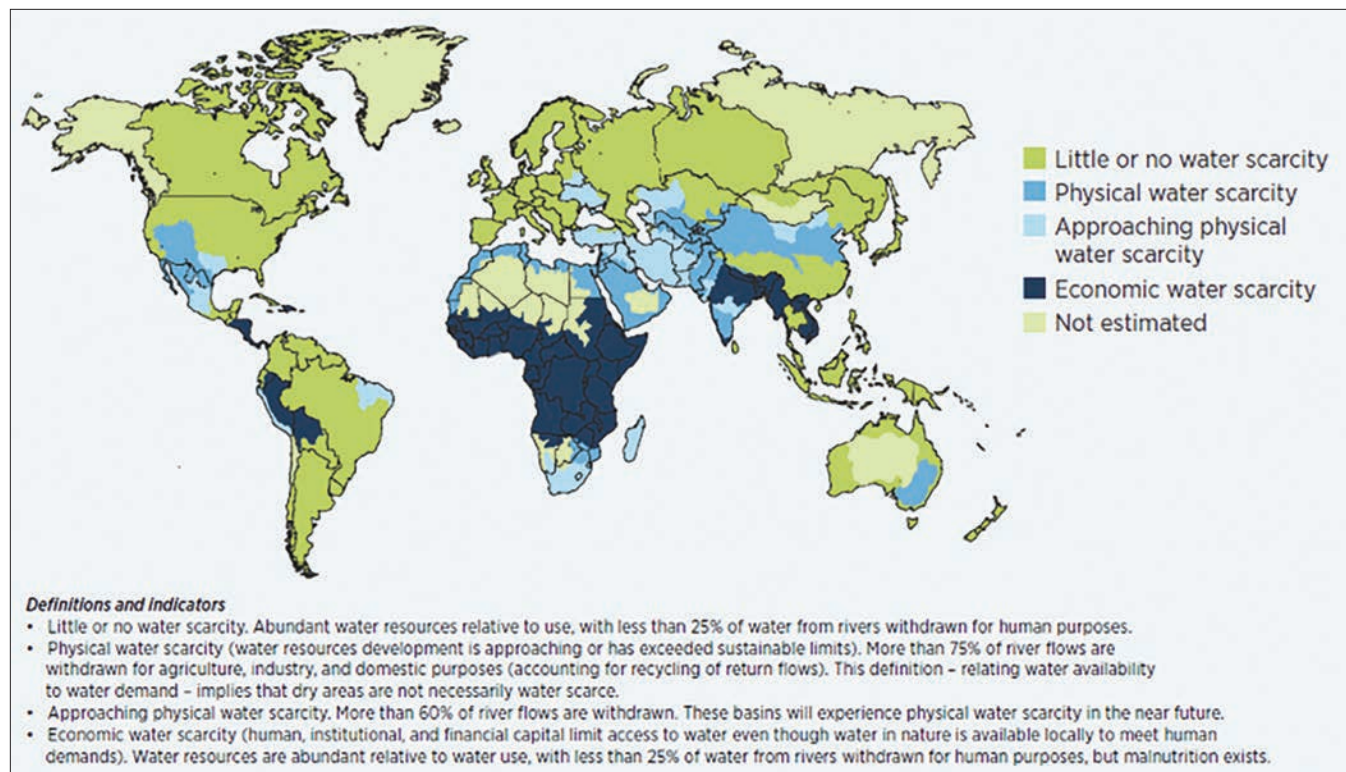 Little or no water scarcity
Physical water scarcity
Approaching physical
water scarcity
Economic water scarcity
Not estimated
Definitions and indicators
• Little or no water scarcity. Abundant water resources relative to use, with less than 25% of water from rivers withdrawn for human purposes.
• Physical water scarcity (water resources development is approaching or has exceeded sustainable limits). More than 75% of river flows are
withdrawn for agriculture, industry, and domestic purposes (accounting for recycling of return flows). This definition – relating water availability
to water demand – implies that dry areas are not necessarily water scarce.
• Approaching physical water scarcity. More than 60% of river flows are withdrawn. These basins will experience physical water scarcity in the near future.
• Economic water scarcity (human, institutional, and financial capital limit access to water even though water in nature is available locally to meet human
demands). Water resources are abundant relative to water use, with less than 25% of water from rivers withdrawn for human purposes, but malnutrition exists.